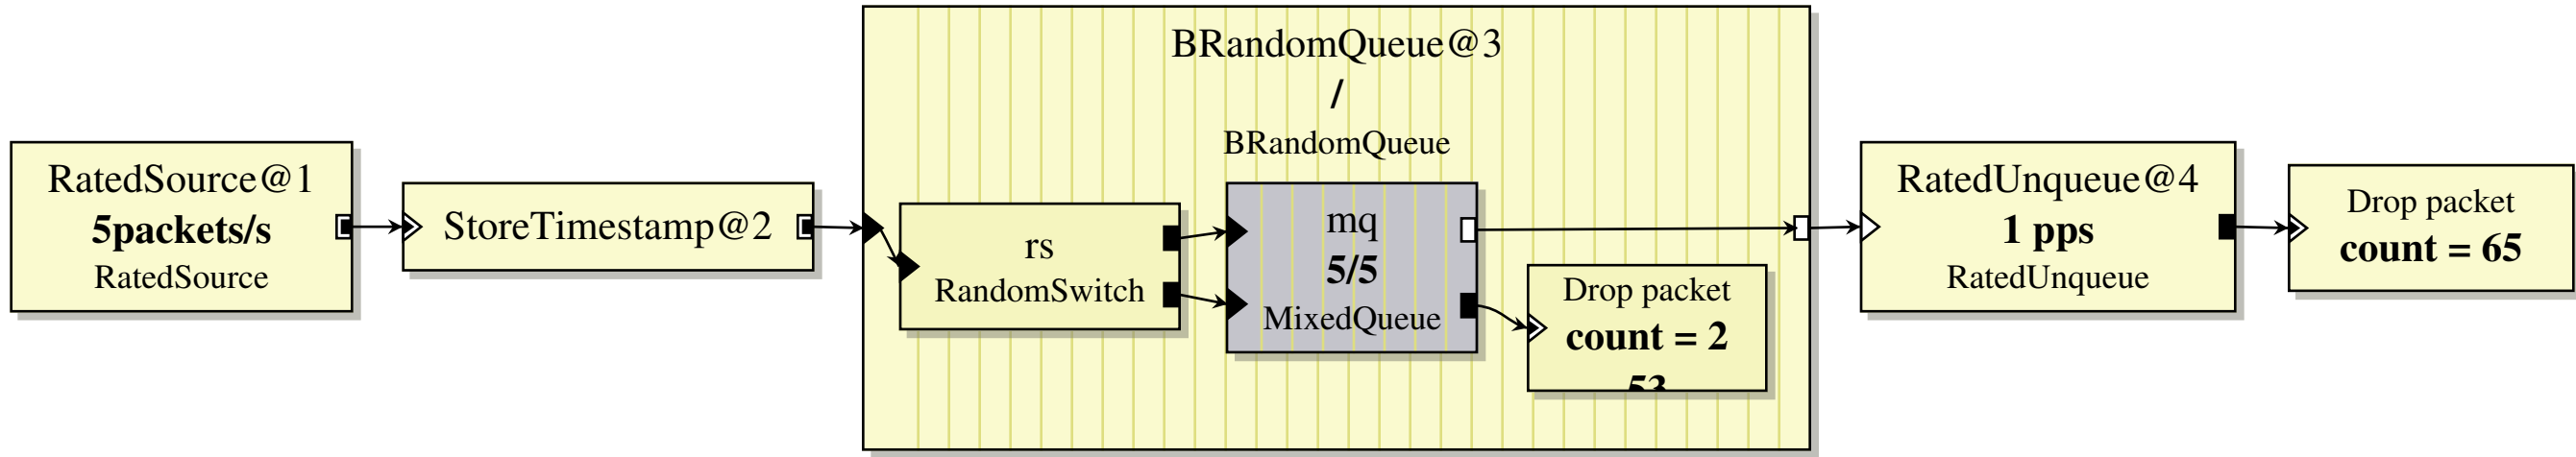 RatedSource@1
5packets/s
RatedSource
StoreTimestamp@2
BRandomQueue@3
/
BRandomQueue
rs
RandomSwitch
mq
5/5
MixedQueue
Drop packet
count = 2
53
RatedUnqueue@4
1 pps
RatedUnqueue
Drop packet
count = 65